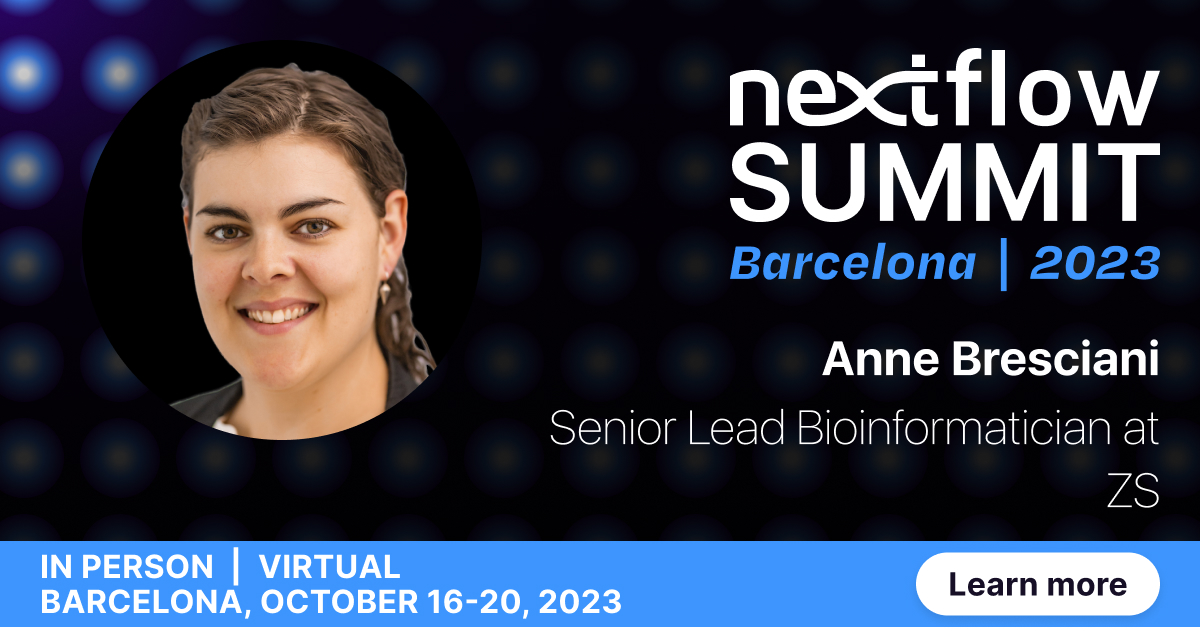 nextflow
SUMMIT
Barcelona | 2023
Anne Bresciani
Senior Lead Bioinformatician at
ZS
IN PERSON | VIRTUAL
BARCELONA, OCTOBER 16-20, 2023
Learn more